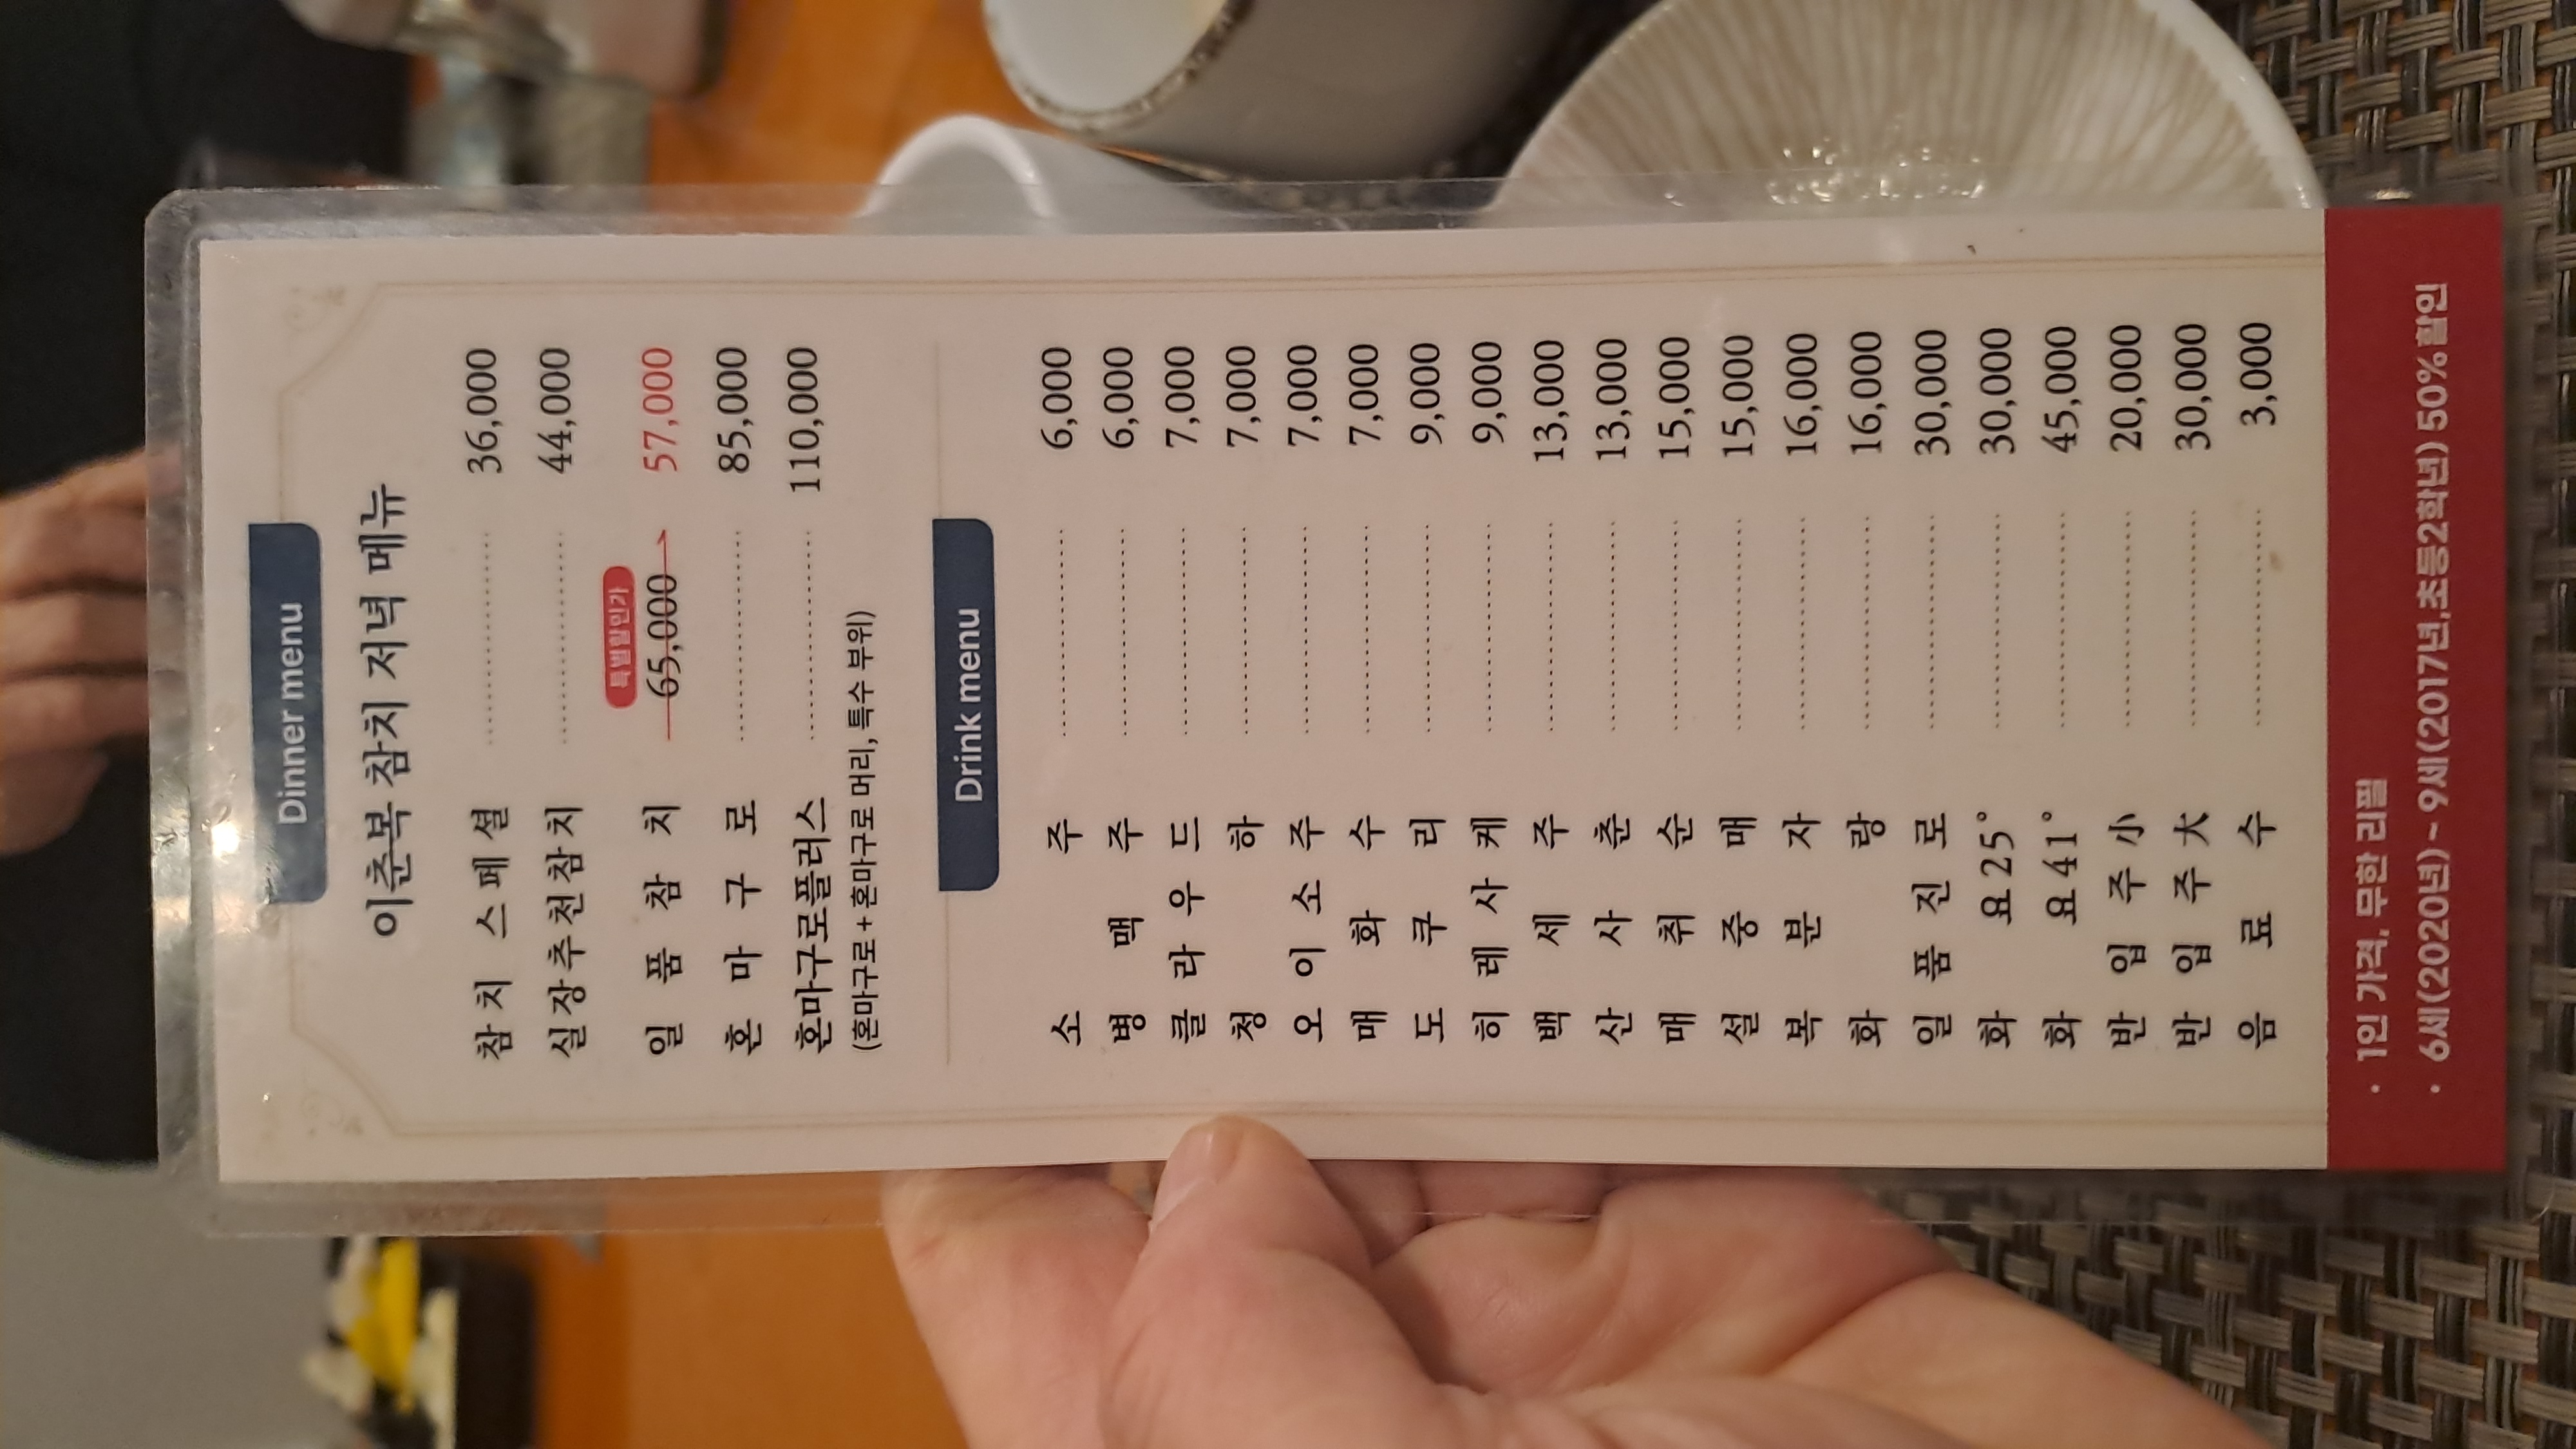 Dinner menu
이춘복 참치 저녁 메뉴
참치 스페셜 36,000
실장추천참치 44,000
특별할인가
일품참치 65,000 57,000
혼마구로 85,000
혼마구로플러스 110,000
(혼마구로 + 혼마구로 머리, 특수 부위)
Drink menu
소주 6,000
병맥주 6,000
클라우드 7,000
청하 7,000
오이소주 7,000
매화수 7,000
도쿠리 9,000
히레사케 9,000
백세주 13,000
산사춘 13,000
매취순 15,000
설중매 15,000
복분자 16,000
화랑 16,000
일품진로 30,000
화요 25° 30,000
화요 41° 45,000
반입주 小 20,000
반입주 大 30,000
음료수 3,000
· 1인 가격, 무한 리필
· 6세(2020년) ~ 9세(2017년,초등2학년) 50% 할인